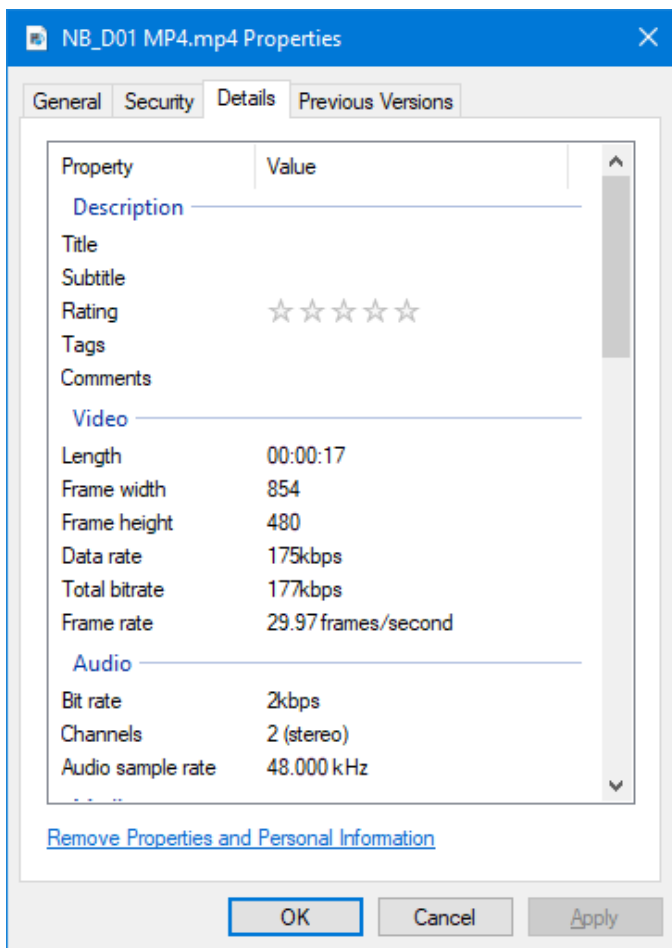 NB_D01 MP4.mp4 Properties
General Security Details Previous Versions
Property Value
Description
Title
Subtitle
Rating
Tags
Comments
Video
Length 00:00:17
Frame width 854
Frame height 480
Data rate 175kbps
Total bitrate 177kbps
Frame rate 29.97 frames/second
Audio
Bit rate 2kbps
Channels 2 (stereo)
Audio sample rate 48.000 kHz
Remove Properties and Personal Information
OK Cancel Apply